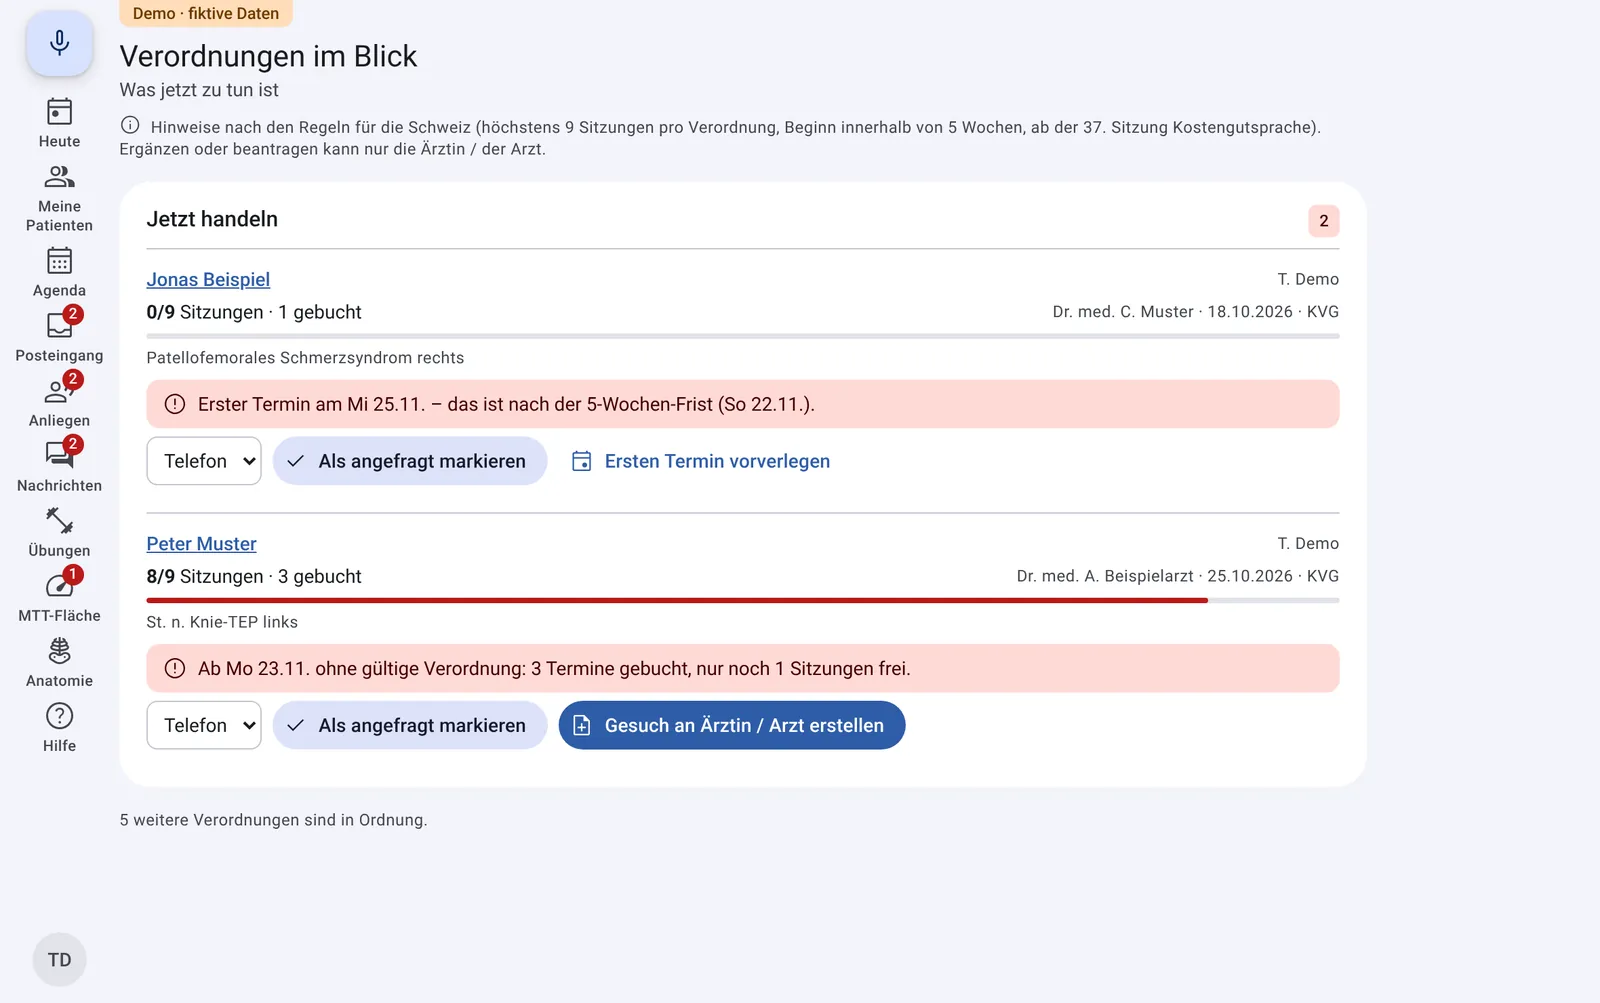 Demo · fiktive Daten
Verordnungen im Blick
Was jetzt zu tun ist
Hinweise nach den Regeln für die Schweiz (höchstens 9 Sitzungen pro Verordnung, Beginn innerhalb von 5 Wochen, ab der 37. Sitzung Kostengutsprache).
Ergänzen oder beantragen kann nur die Ärztin / der Arzt.
Heute
Meine
Patienten
Agenda
2
Posteingang
2
Anliegen
2
Nachrichten
Übungen
1
MTT-Fläche
Anatomie
Hilfe
TD
Jetzt handeln
2
Jonas Beispiel
T. Demo
0/9 Sitzungen · 1 gebucht
Dr. med. C. Muster · 18.10.2026 · KVG
Patellofemorales Schmerzsyndrom rechts
Erster Termin am Mi 25.11. – das ist nach der 5-Wochen-Frist (So 22.11.).
Telefon
Als angefragt markieren
Ersten Termin vorverlegen
Peter Muster
T. Demo
8/9 Sitzungen · 3 gebucht
Dr. med. A. Beispielarzt · 25.10.2026 · KVG
St. n. Knie-TEP links
Ab Mo 23.11. ohne gültige Verordnung: 3 Termine gebucht, nur noch 1 Sitzungen frei.
Telefon
Als angefragt markieren
Gesuch an Ärztin / Arzt erstellen
5 weitere Verordnungen sind in Ordnung.